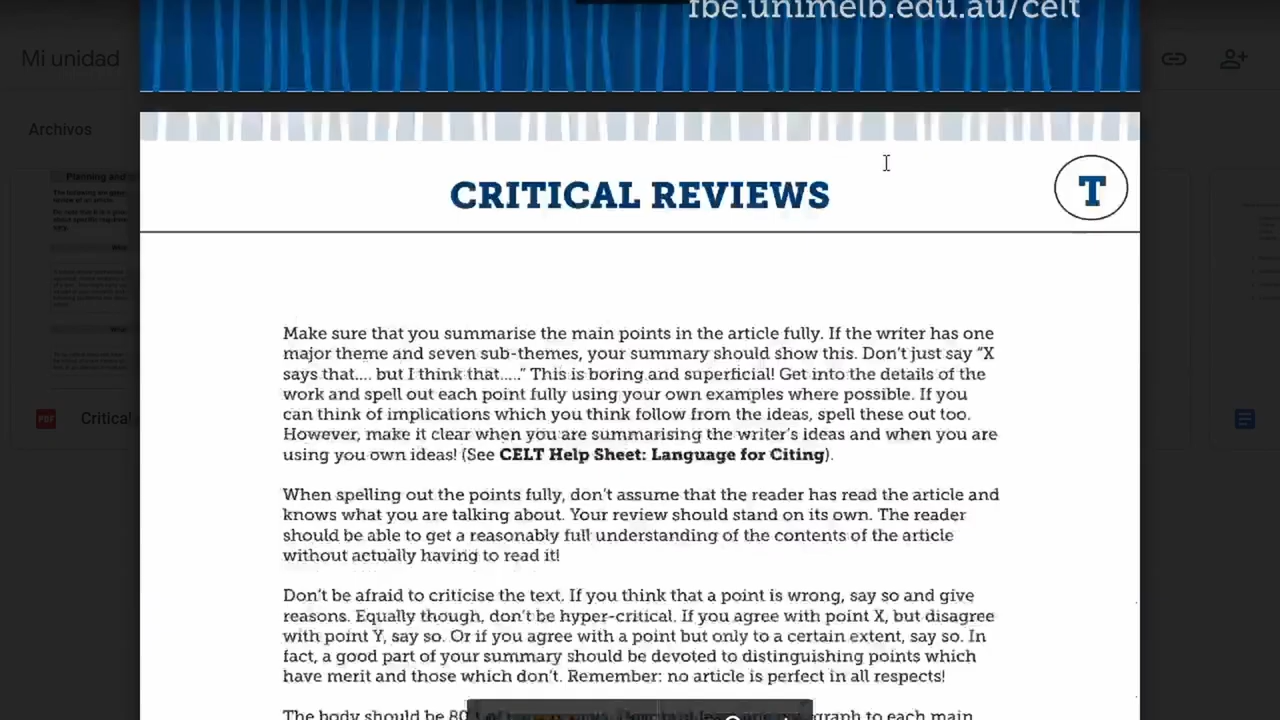 fbe.unimelb.edu.au/celt
Mi unidad
Archivos
Planning and
CRITICAL REVIEWS
T
Make sure that you summarise the main points in the article fully. If the writer has one
major theme and seven sub-themes, your summary should show this. Don't just say “X
says that.... but I think that.....” This is boring and superficial! Get into the details of the
work and spell out each point fully using your own examples where possible. If you
can think of implications which you think follow from the ideas, spell these out too.
However, make it clear when you are summarising the writer's ideas and when you are
using you own ideas! (See CELT Help Sheet: Language for Citing).
When spelling out the points fully, don't assume that the reader has read the article and
knows what you are talking about. Your review should stand on its own. The reader
should be able to get a reasonably full understanding of the contents of the article
without actually having to read it!
Don't be afraid to criticise the text. If you think that a point is wrong, say so and give
reasons. Equally though, don't be hyper-critical. If you agree with point X, but disagree
with point Y, say so. Or if you agree with a point but only to a certain extent, say so. In
fact, a good part of your summary should be devoted to distinguishing points which
have merit and those which don't. Remember: no article is perfect in all respects!
The body should be 80
graph to each main
PDF
Critical